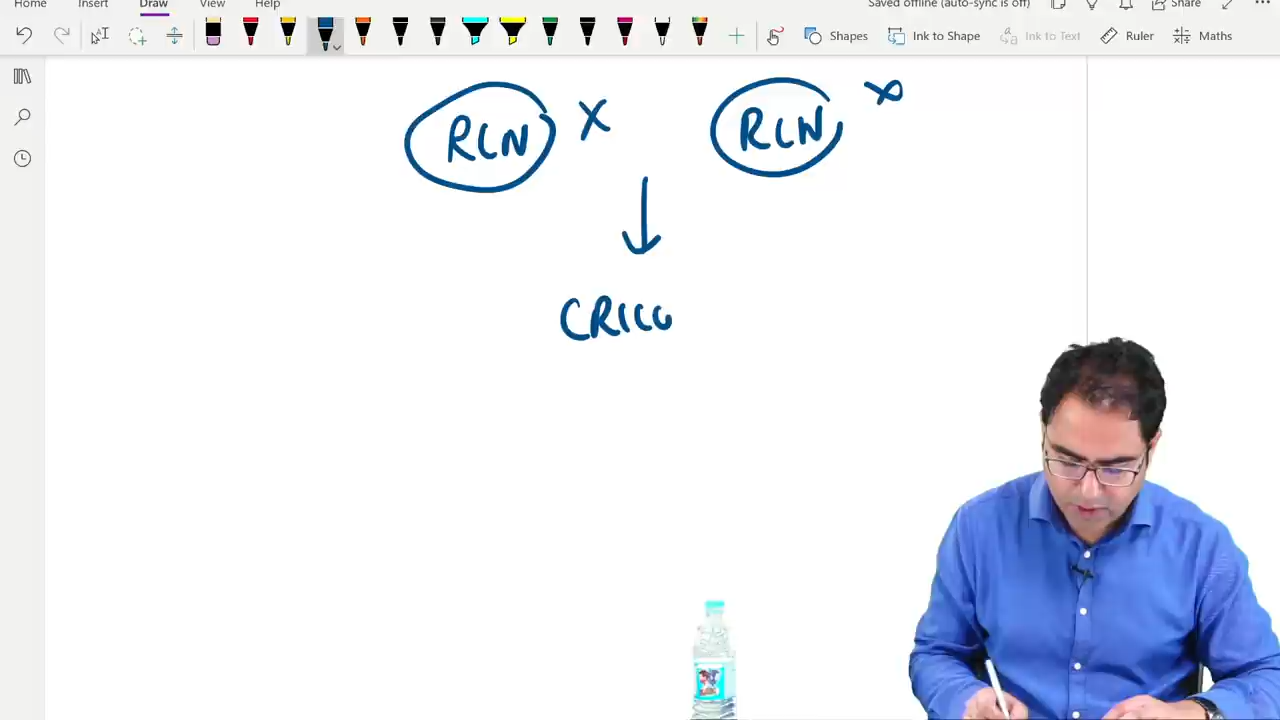 Home Insert Draw View Help Saved offline (auto-sync is off) Share
Shapes Ink to Shape Ink to Text Ruler Maths
RLN X RLN x
CRICO